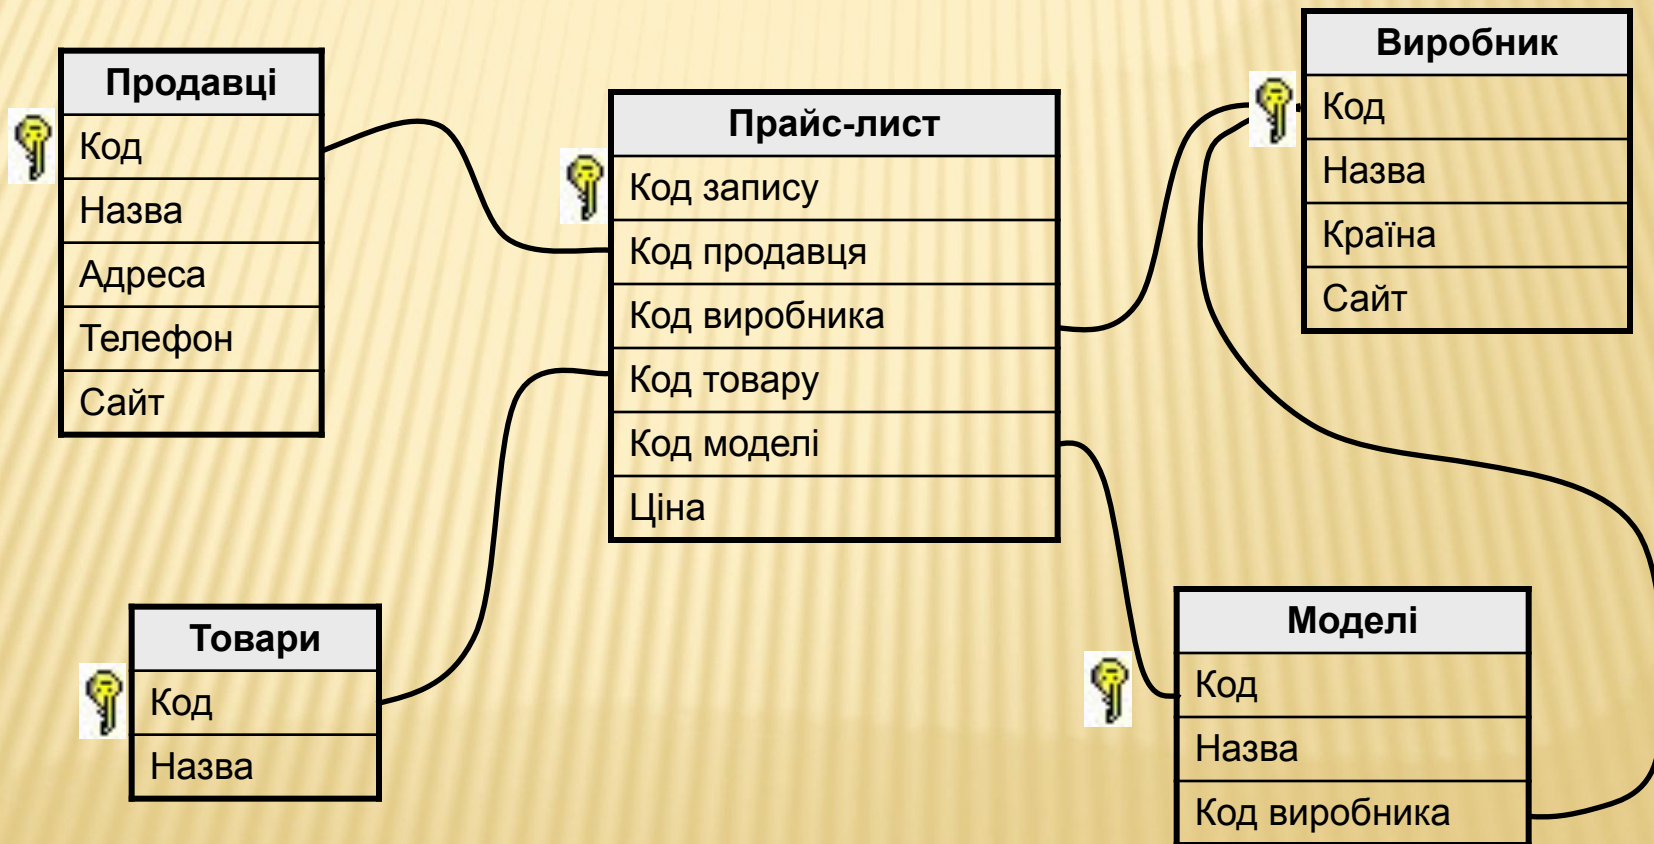 Продавці
Код
Назва
Адреса
Телефон
Сайт
Прайс-лист
Код запису
Код продавця
Код виробника
Код товару
Код моделі
Ціна
Виробник
Код
Назва
Країна
Сайт
Товари
Код
Назва
Моделі
Код
Назва
Код виробника